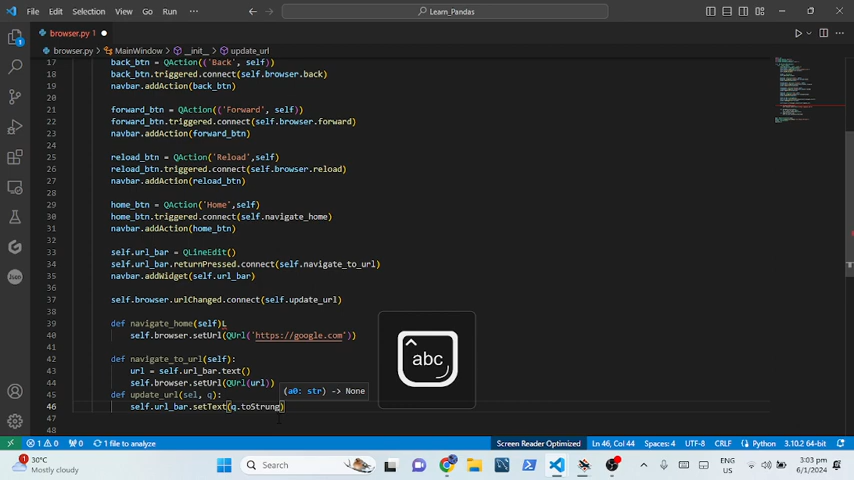 File Edit Selection View Go Run ··· Learn_Pandas
browser.py 1
browser.py > MainWindow > __init__ > update_url
17 back_btn = QAction(('Back', self))
18 back_btn.triggered.connect(self.browser.back)
19 navbar.addAction(back_btn)
20
21 forward_btn = QAction(('Forward', self))
22 forward_btn.triggered.connect(self.browser.forward)
23 navbar.addAction(forward_btn)
24
25 reload_btn = QAction('Reload',self)
26 reload_btn.triggered.connect(self.browser.reload)
27 navbar.addAction(reload_btn)
28
29 home_btn = QAction('Home',self)
30 home_btn.triggered.connect(self.navigate_home)
31 navbar.addAction(home_btn)
32
33 self.url_bar = QLineEdit()
34 self.url_bar.returnPressed.connect(self.navigate_to_url)
35 navbar.addWidget(self.url_bar)
36
37 self.browser.urlChanged.connect(self.update_url)
38
39 def navigate_home(self)L
40 self.browser.setUrl(QUrl('https://google.com'))
41
42 def navigate_to_url(self):
43 url = self.url_bar.text()
44 self.browser.setUrl(QUrl(url))
45 def update_url(sel, q):
(a0: str) -> None
46 self.url_bar.setText(q.toStrung)
47
48
abc
1 0 0 1 file to analyze Screen Reader Optimized Ln 46, Col 44 Spaces: 4 UTF-8 CRLF Python 3.10.2 64-bit
30°C
Mostly cloudy
Search
ENG
US
3:03 pm
6/1/2024